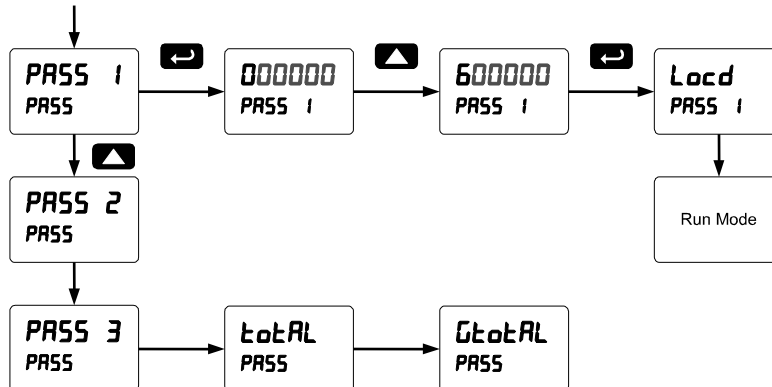 PASS 1
PASS
000000
PASS 1
600000
PASS 1
Locd
PASS 1
PASS 2
PASS
Run Mode
PASS 3
PASS
totAL
PASS
GtotAL
PASS